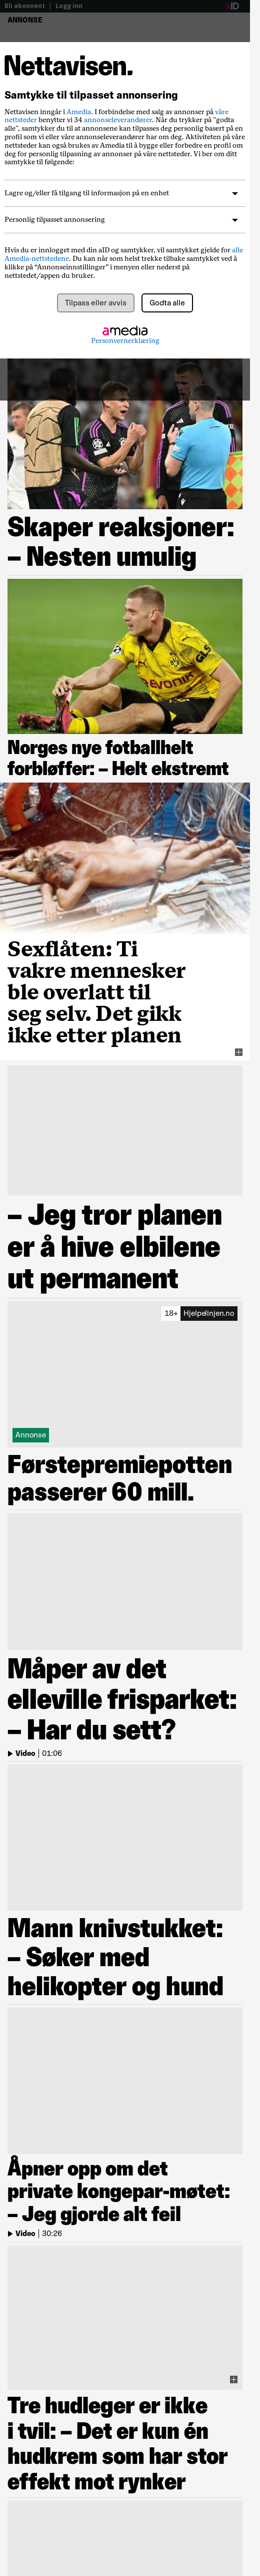 Bli abonnent | Logg inn
aID
ANNONSE
Nettavisen.
Samtykke til tilpasset annonsering
Nettavisen inngår i Amedia. I forbindelse med salg av annonser på våre
nettsteder benytter vi 34 annonseleverandører. Når du trykker på "godta
alle", samtykker du til at annonsene kan tilpasses deg personlig basert på en
profil som vi eller våre annonseleverandører har om deg. Aktiviteten på våre
nettsteder kan også brukes av Amedia til å bygge eller forbedre en profil om
deg for personlig tilpasning av annonser på våre nettsteder. Vi ber om ditt
samtykke til følgende:
Lagre og/eller få tilgang til informasjon på en enhet
Personlig tilpasset annonsering
Hvis du er innlogget med din aID og samtykker, vil samtykket gjelde for alle
Amedia-nettstedene. Du kan når som helst trekke tilbake samtykket ved å
klikke på “Annonseinnstillinger” i menyen eller nederst på
nettstedet/appen du bruker.
Tilpass eller avvis
Godta alle
amedia
Personvernerklæring
Skaper reaksjoner:
– Nesten umulig
Norges nye fotballhelt
forbløffer: – Helt ekstremt
Sexflåten: Ti
vakre mennesker
ble overlatt til
seg selv. Det gikk
ikke etter planen
– Jeg tror planen
er å hive elbilene
ut permanent
18+ Hjelpelinjen.no
Annonse
Førstepremiepotten
passerer 60 mill.
Måper av det
elleville frisparket:
– Har du sett?
Video | 01:06
Mann knivstukket:
– Søker med
helikopter og hund
Åpner opp om det
private kongepar-møtet:
– Jeg gjorde alt feil
Video | 30:26
Tre hudleger er ikke
i tvil: – Det er kun én
hudkrem som har stor
effekt mot rynker